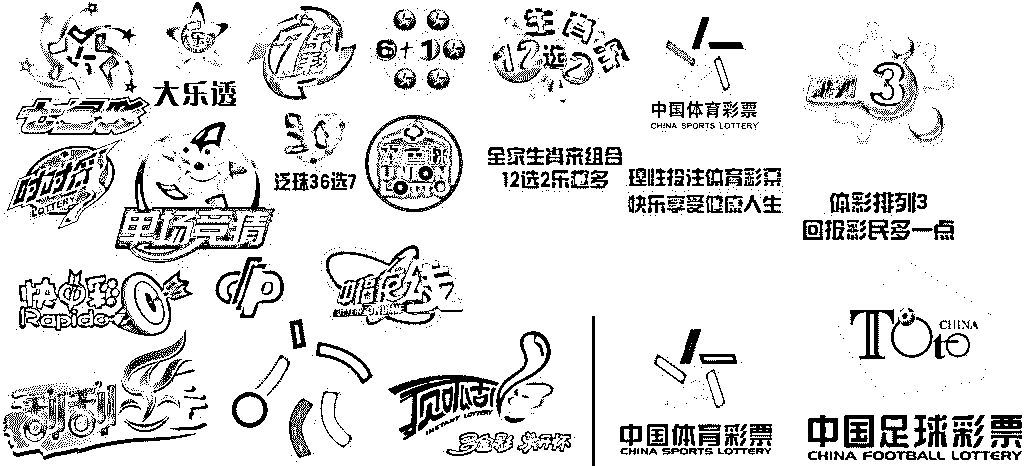 大乐透
6+1
生肖乐
12选2
中国体育彩票
CHINA SPORTS LOTTERY
3
LOTTERY
单场竞猜
泛珠36选7
全家生肖来组合
12选2乐趣多
理性投注体育彩票
快乐享受健康人生
体彩排列3
回报彩民多一点
快中彩
Rapido
顶呱刮
INSTANT LOTTERY
中国体育彩票
CHINA SPORTS LOTTERY
Toto
CHINA
中国足球彩票
CHINA FOOTBALL LOTTERY